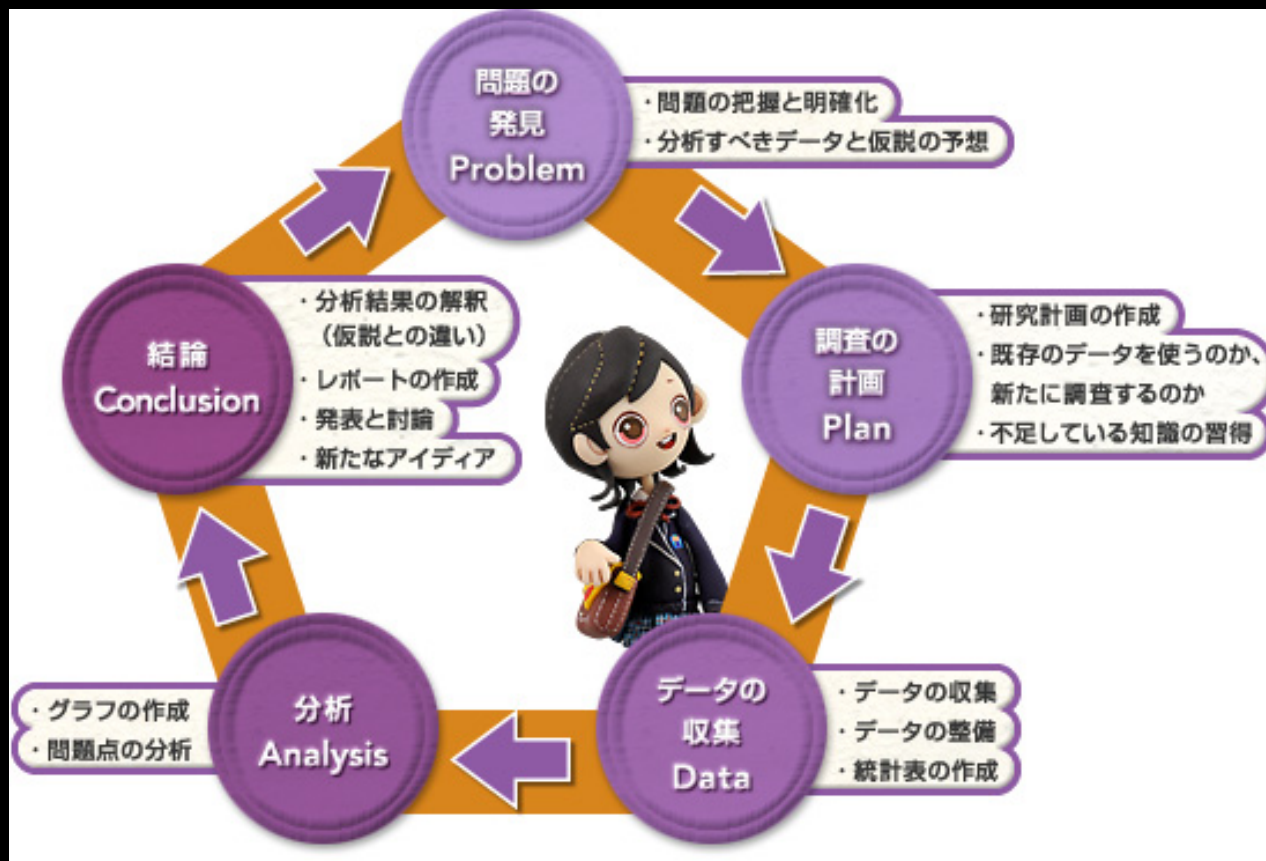 問題の
発見
Problem
・問題の把握と明確化
・分析すべきデータと仮説の予想
調査の
計画
Plan
・研究計画の作成
・既存のデータを使うのか、
新たに調査するのか
・不足している知識の習得
データの
収集
Data
・データの収集
・データの整備
・統計表の作成
分析
Analysis
・グラフの作成
・問題点の分析
結論
Conclusion
・分析結果の解釈
（仮説との違い）
・レポートの作成
・発表と討論
・新たなアイディア